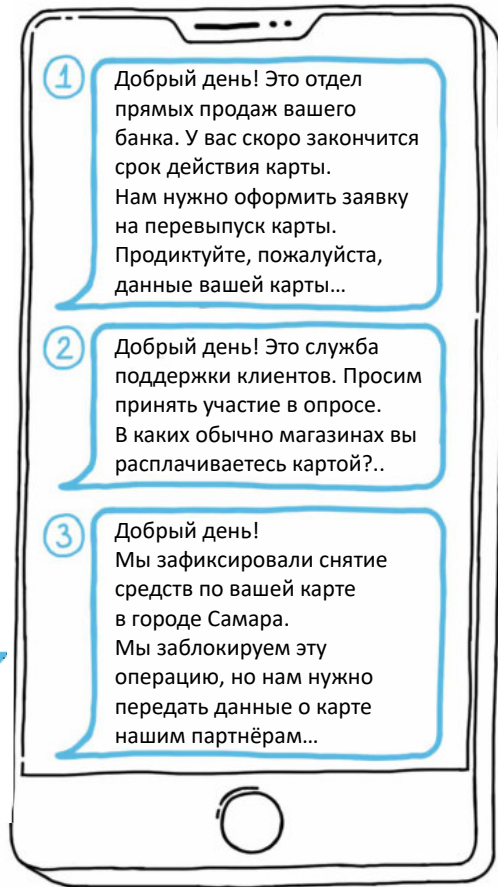 1
Добрый день! Это отдел
прямых продаж вашего
банка. У вас скоро закончится
срок действия карты.
Нам нужно оформить заявку
на перевыпуск карты.
Продиктуйте, пожалуйста,
данные вашей карты...
2
Добрый день! Это служба
поддержки клиентов. Просим
принять участие в опросе.
В каких обычно магазинах вы
расплачиваетесь картой?..
3
Добрый день!
Мы зафиксировали снятие
средств по вашей карте
в городе Самара.
Мы заблокируем эту
операцию, но нам нужно
передать данные о карте
нашим партнёрам...